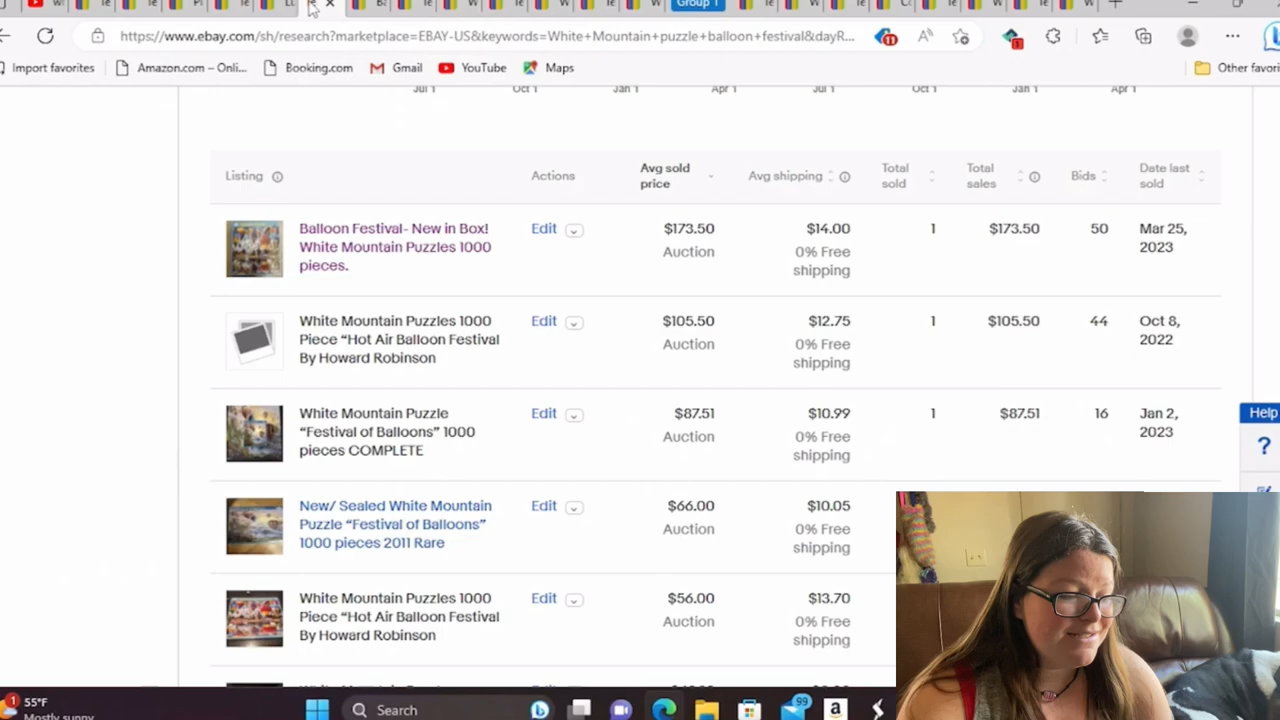 Group 1
https://www.ebay.com/sh/research?marketplace=EBAY-US&keywords=White+Mountain+puzzle+balloon+festival&dayR...
11
1
Import favorites
Amazon.com – Onli...
Booking.com
Gmail
YouTube
Maps
Other favori
Jul 1
Oct 1
Jan 1
Apr 1
Jul 1
Oct 1
Jan 1
Apr 1
Listing
Actions
Avg sold price
Avg shipping
Total sold
Total sales
Bids
Date last sold
Balloon Festival- New in Box!
White Mountain Puzzles 1000
pieces.
Edit
$173.50
Auction
$14.00
0% Free
shipping
1
$173.50
50
Mar 25,
2023
White Mountain Puzzles 1000
Piece “Hot Air Balloon Festival
By Howard Robinson
Edit
$105.50
Auction
$12.75
0% Free
shipping
1
$105.50
44
Oct 8,
2022
White Mountain Puzzle
“Festival of Balloons” 1000
pieces COMPLETE
Edit
$87.51
Auction
$10.99
0% Free
shipping
1
$87.51
16
Jan 2,
2023
Help
?
New/ Sealed White Mountain
Puzzle “Festival of Balloons”
1000 pieces 2011 Rare
Edit
$66.00
Auction
$10.05
0% Free
shipping
White Mountain Puzzles 1000
Piece “Hot Air Balloon Festival
By Howard Robinson
Edit
$56.00
Auction
$13.70
0% Free
shipping
1
55°F
Mostly sunny
Search
99